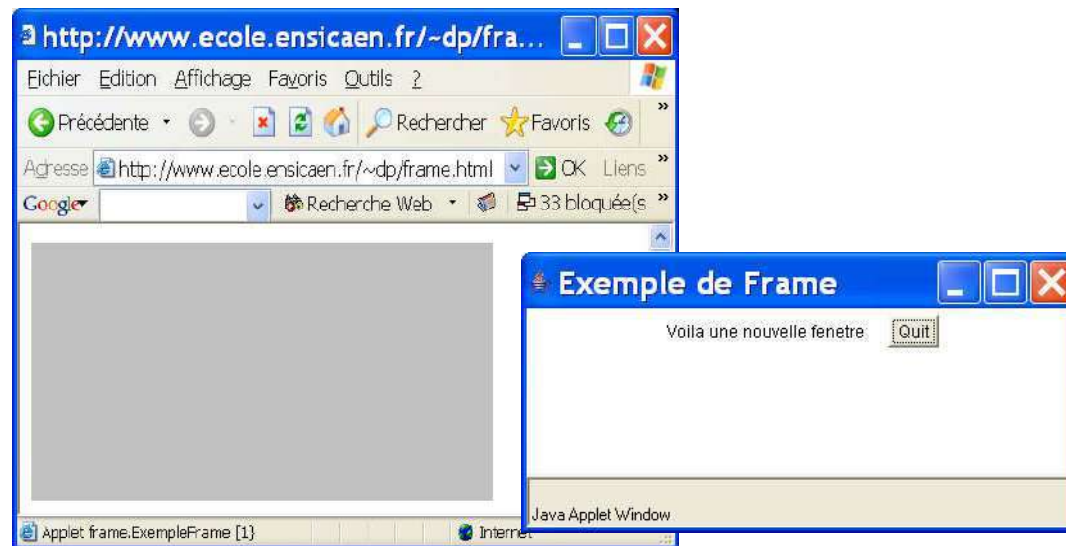 http://www.ecole.ensicaen.fr/~dp/fra...
Fichier Edition Affichage Favoris Outils ?
Précédente Rechercher Favoris »
Adresse http://www.ecole.ensicaen.fr/~dp/frame.html OK Liens »
Google Recherche Web 33 bloquée(s »
Exemple de Frame
Voila une nouvelle fenetre Quit
Java Applet Window
Applet frame.ExempleFrame [1} Internet